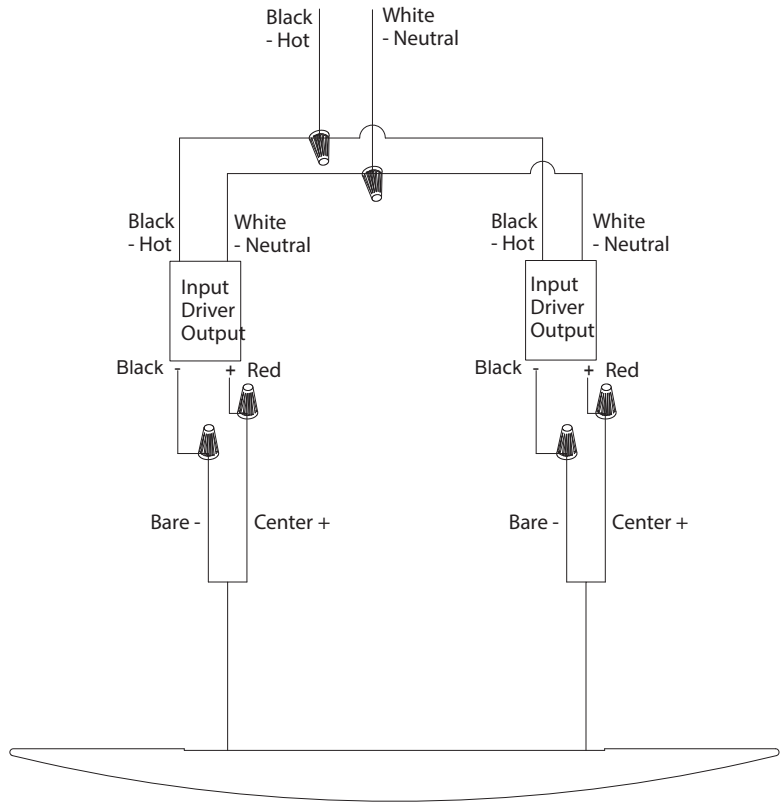 Black
- Hot
White
- Neutral
Black
- Hot
White
- Neutral
Black
- Hot
White
- Neutral
Input
Driver
Output
Input
Driver
Output
Black -
+ Red
Black -
+ Red
Bare -
Center +
Bare -
Center +